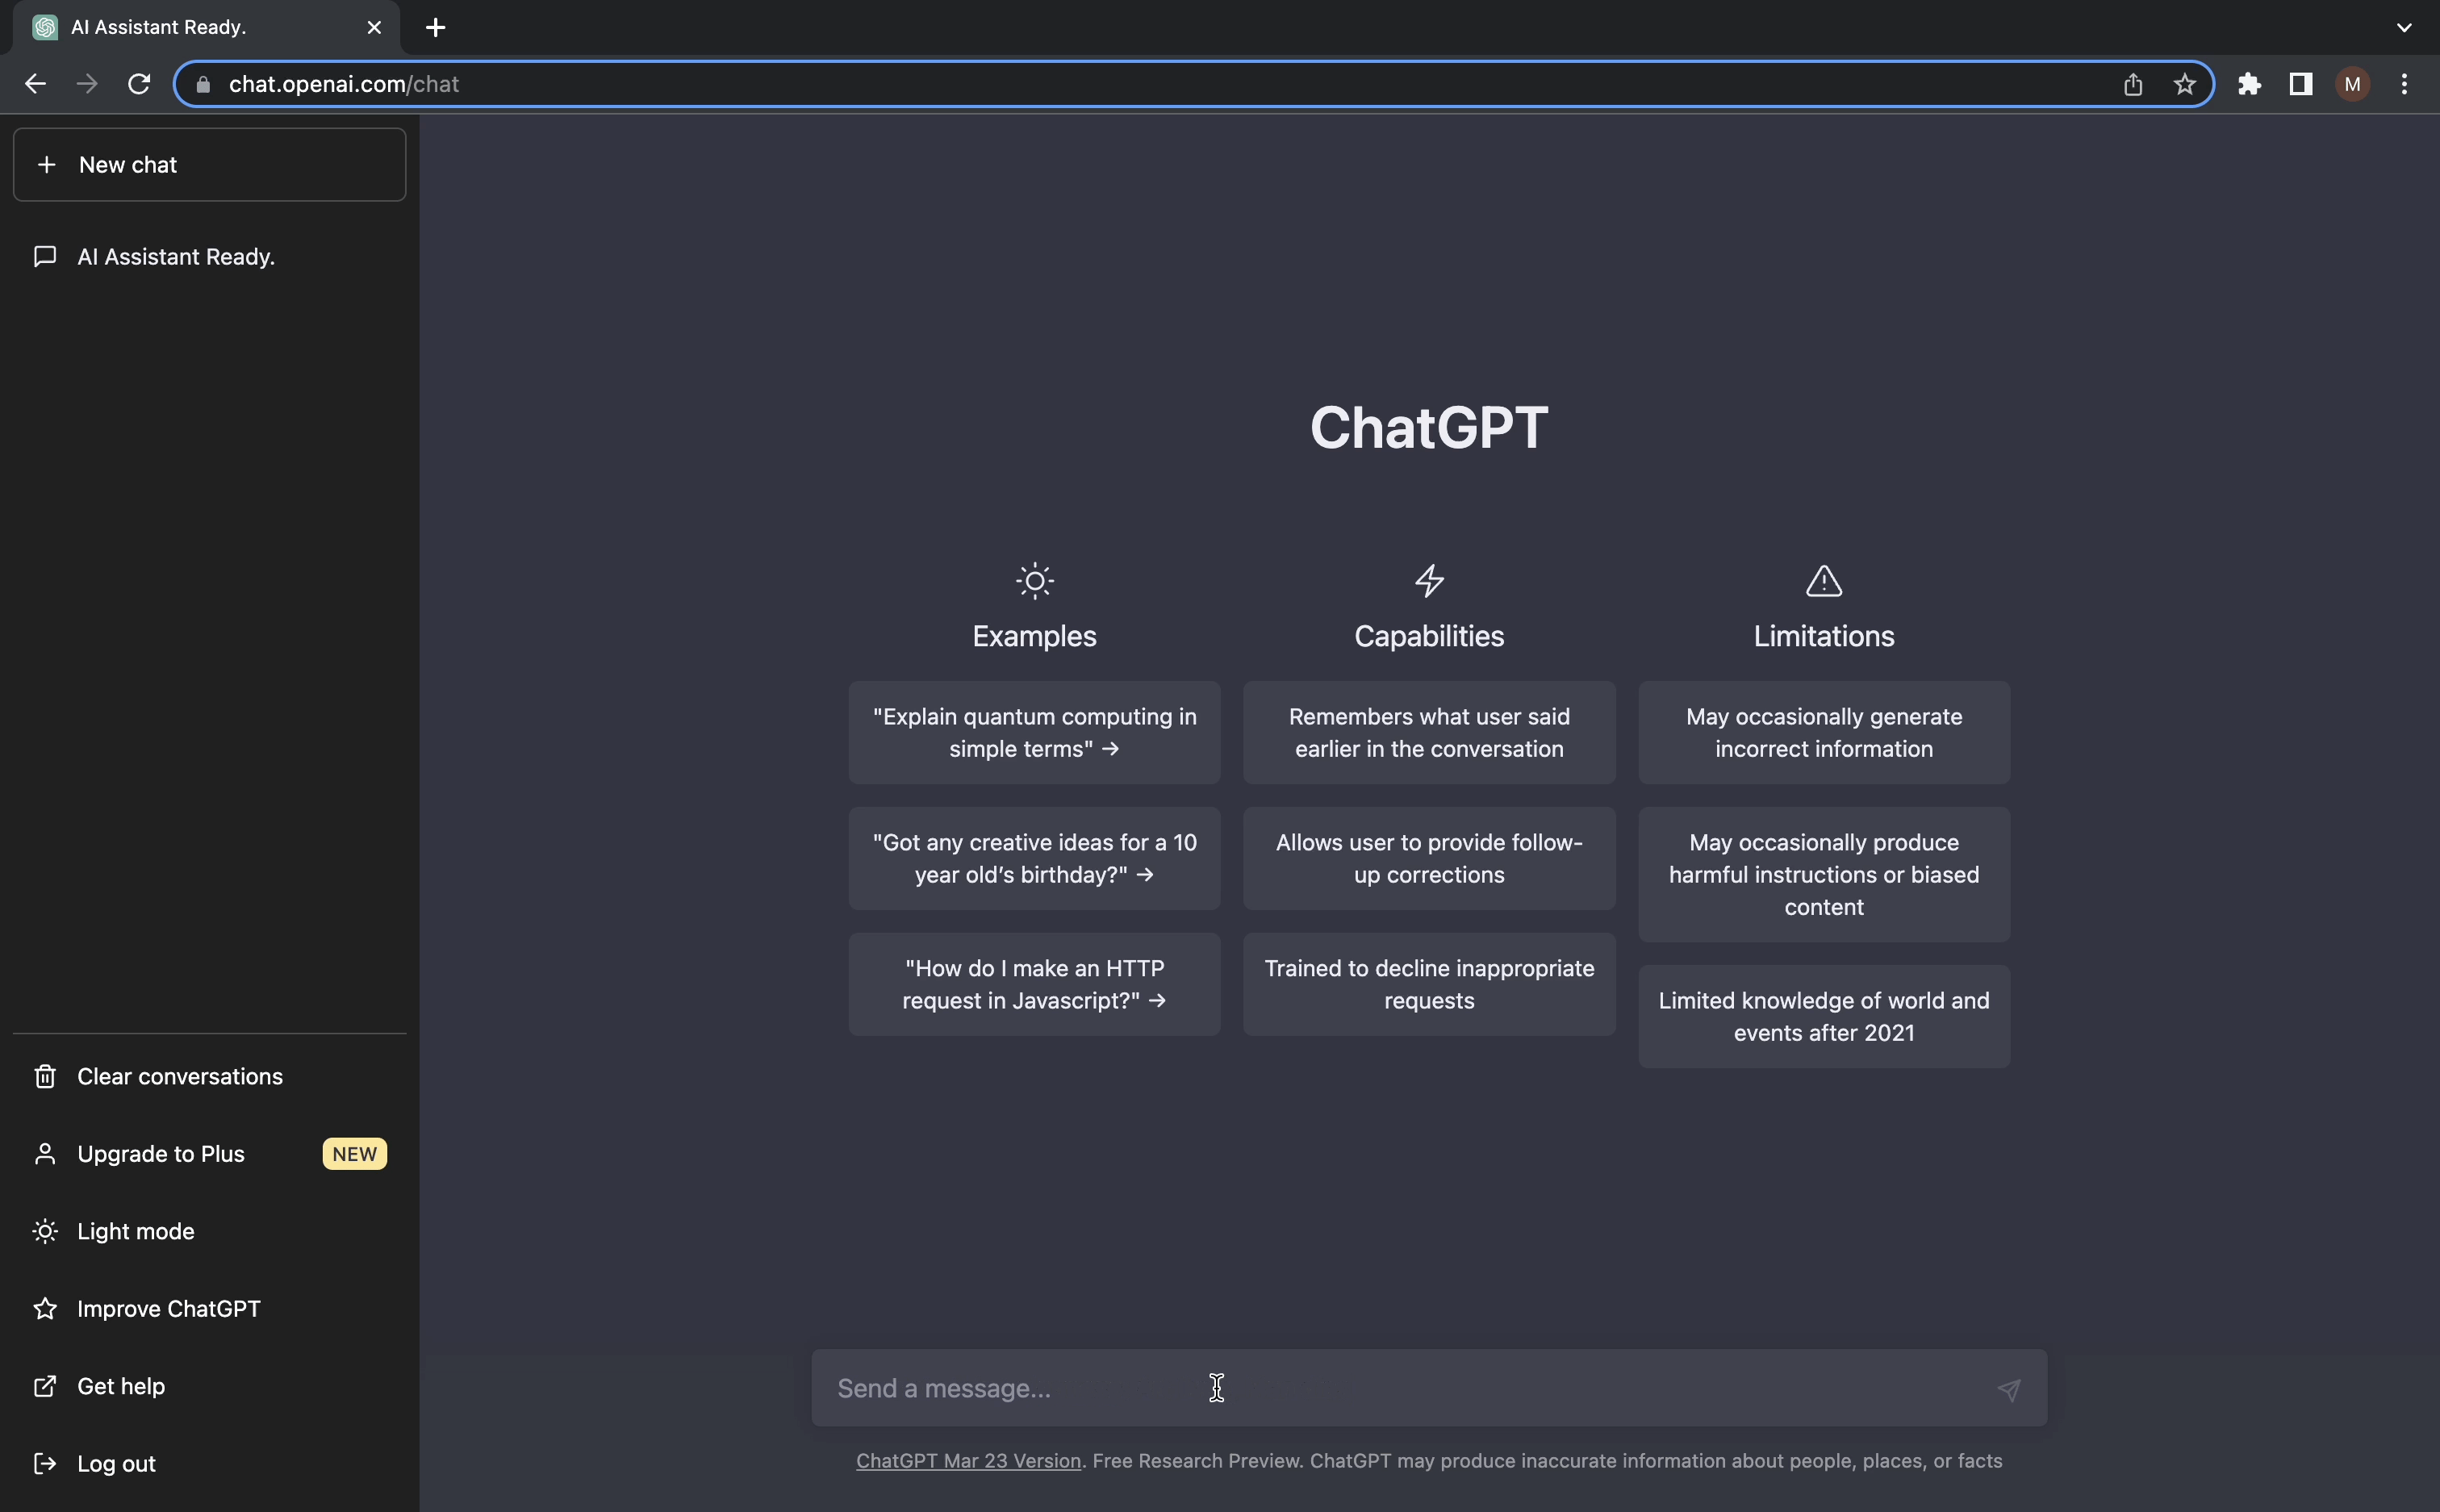 AI Assistant Ready.
chat.openai.com/chat
M
New chat
AI Assistant Ready.
Clear conversations
Upgrade to Plus
NEW
Light mode
Improve ChatGPT
Get help
Log out
ChatGPT
Examples
"Explain quantum computing in
simple terms" →
"Got any creative ideas for a 10
year old’s birthday?" →
"How do I make an HTTP
request in Javascript?" →
Capabilities
Remembers what user said
earlier in the conversation
Allows user to provide follow-
up corrections
Trained to decline inappropriate
requests
Limitations
May occasionally generate
incorrect information
May occasionally produce
harmful instructions or biased
content
Limited knowledge of world and
events after 2021
Send a message...
ChatGPT Mar 23 Version. Free Research Preview. ChatGPT may produce inaccurate information about people, places, or facts